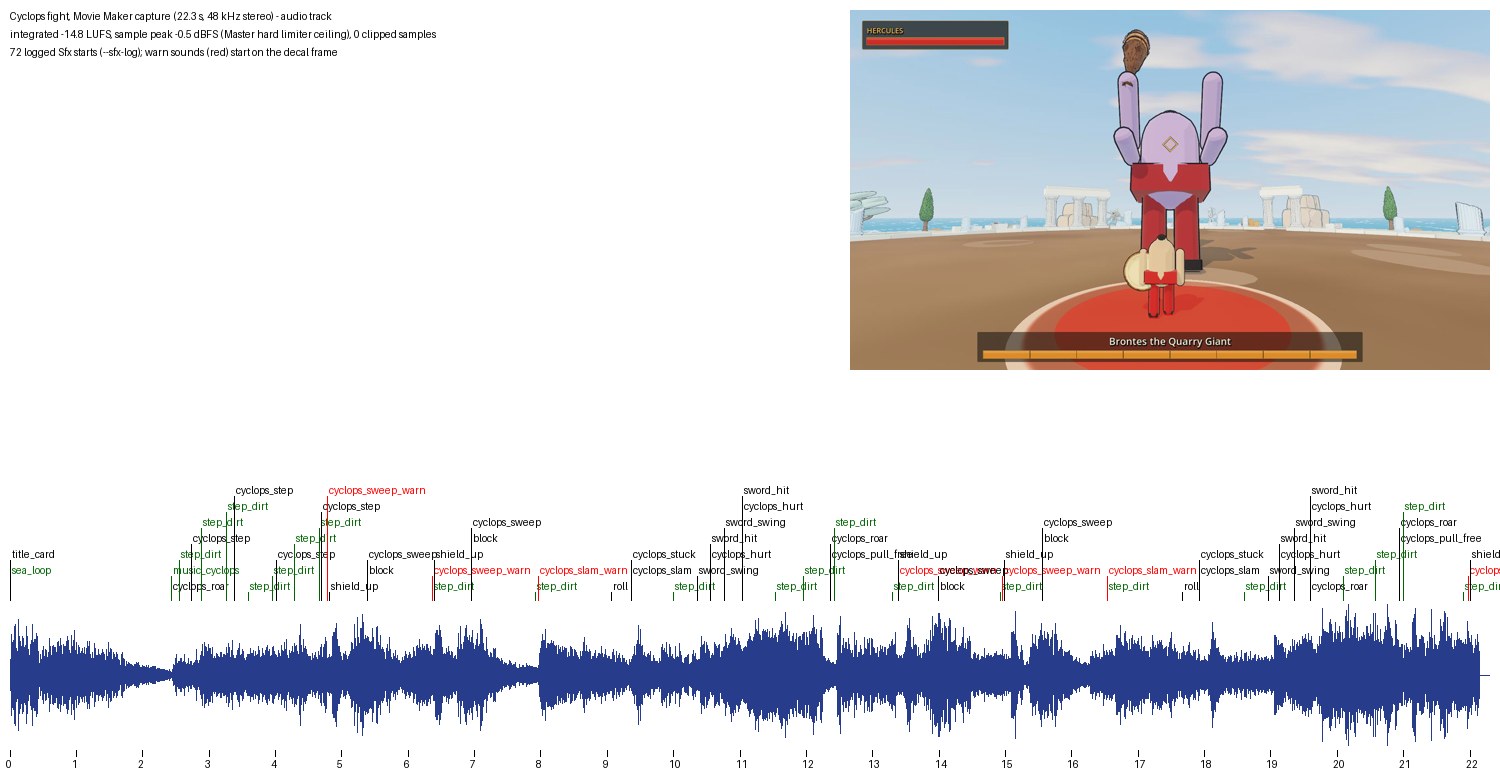 Cyclops fight, Movie Maker capture (22.3 s, 48 kHz stereo) - audio track
integrated -14.8 LUFS, sample peak -0.5 dBFS (Master hard limiter ceiling), 0 clipped samples
72 logged Sfx starts (--sfx-log); warn sounds (red) start on the decal frame
HERCULES
Brontes the Quarry Giant
cyclops_step cyclops_sweep_warn sword_hit sword_hit
step_dirt cyclops_step cyclops_hurt cyclops_hurt step_dirt
step_dirt step_dirt cyclops_sweep sword_swing step_dirt cyclops_sweep sword_swing cyclops_roar
cyclops_step step_dirt block sword_hit cyclops_roar block sword_hit cyclops_pull_free
title_card step_dirt cyclops_step cyclops_sweep shield_up cyclops_stuck cyclops_hurt cyclops_pull_free shield_up shield_up cyclops_stuck cyclops_hurt step_dirt shield
sea_loop music_cyclops step_dirt block cyclops_sweep_warn cyclops_slam_warn cyclops_slam sword_swing step_dirt cyclops_sweep cyclops_sweep_warn cyclops_slam_warn cyclops_slam sword_swing step_dirt cyclops
cyclops_roar step_dirt shield_up step_dirt step_dirt roll step_dirt step_dirt step_dirt step_dirt block step_dirt step_dirt roll step_dirt cyclops_roar
0 1 2 3 4 5 6 7 8 9 10 11 12 13 14 15 16 17 18 19 20 21 22